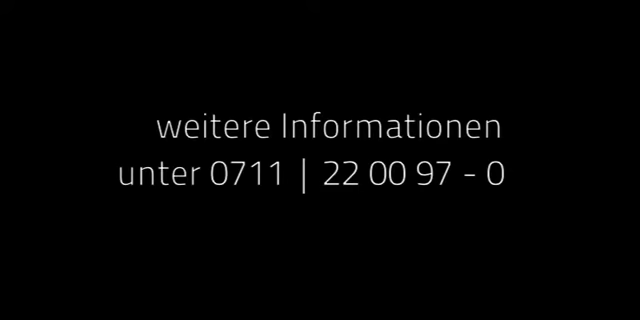 weitere Informationen
unter 0711 | 22 00 97 - 0